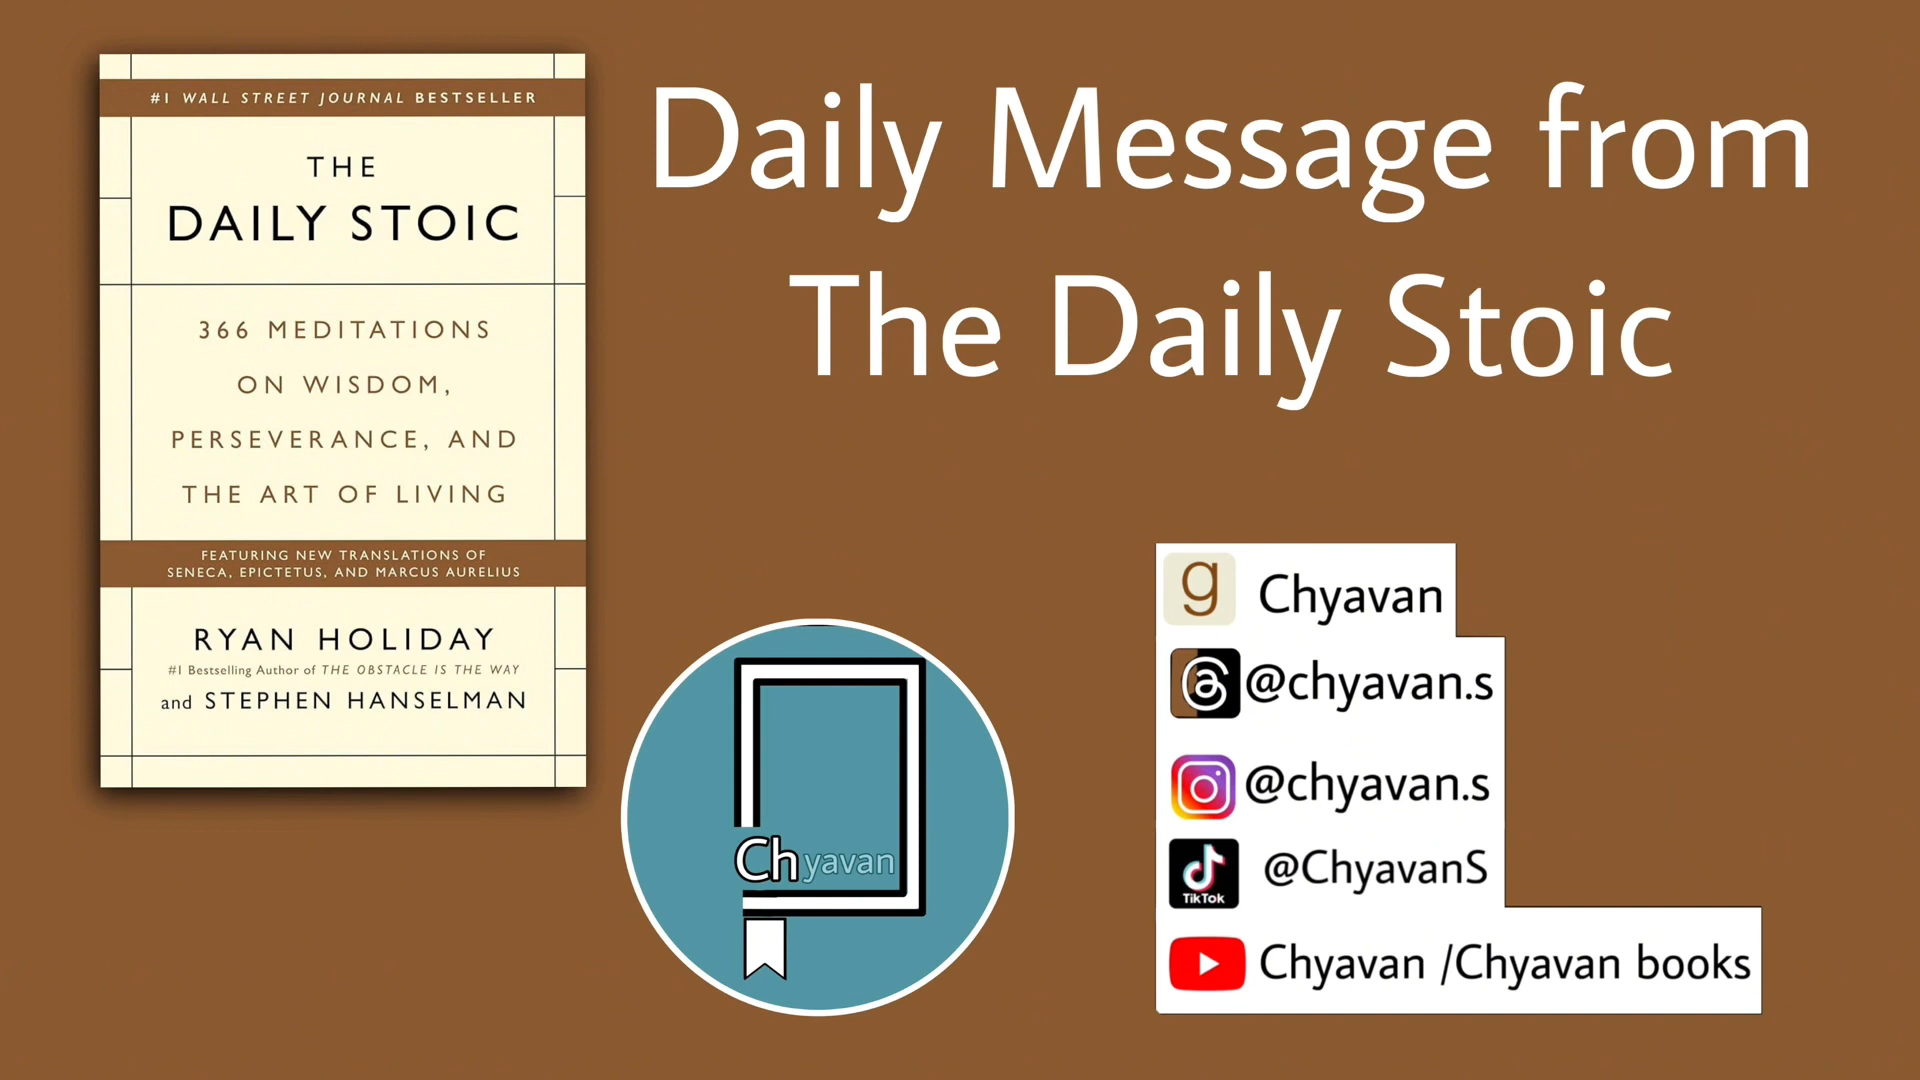 #1 WALL STREET JOURNAL BESTSELLER
THE
DAILY STOIC
366 MEDITATIONS
ON WISDOM,
PERSEVERANCE, AND
THE ART OF LIVING
FEATURING NEW TRANSLATIONS OF
SENECA, EPICTETUS, AND MARCUS AURELIUS
RYAN HOLIDAY
#1 Bestselling Author of THE OBSTACLE IS THE WAY
and STEPHEN HANSELMAN
Daily Message from
The Daily Stoic
Chyavan
g Chyavan
@chyavan.s
@chyavan.s
TikTok @ChyavanS
Chyavan /Chyavan books